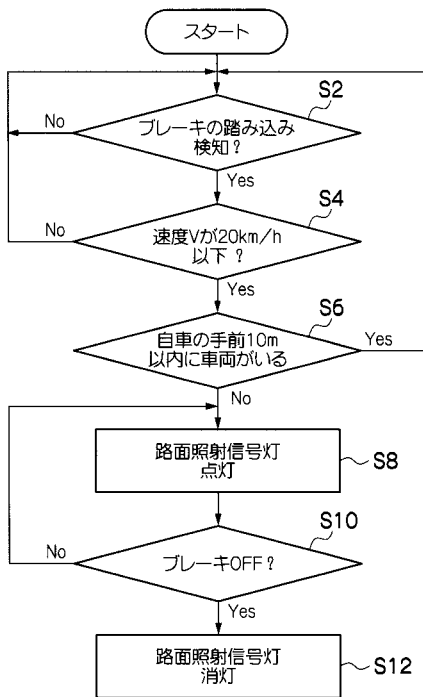 スタート
S2
ブレーキの踏み込み
検知？
No
Yes
S4
速度Vが20km/h
以下？
No
Yes
S6
自車の手前10m
以内に車両がいる
Yes
No
路面照射信号灯
点灯
S8
S10
ブレーキOFF？
No
Yes
路面照射信号灯
消灯
S12